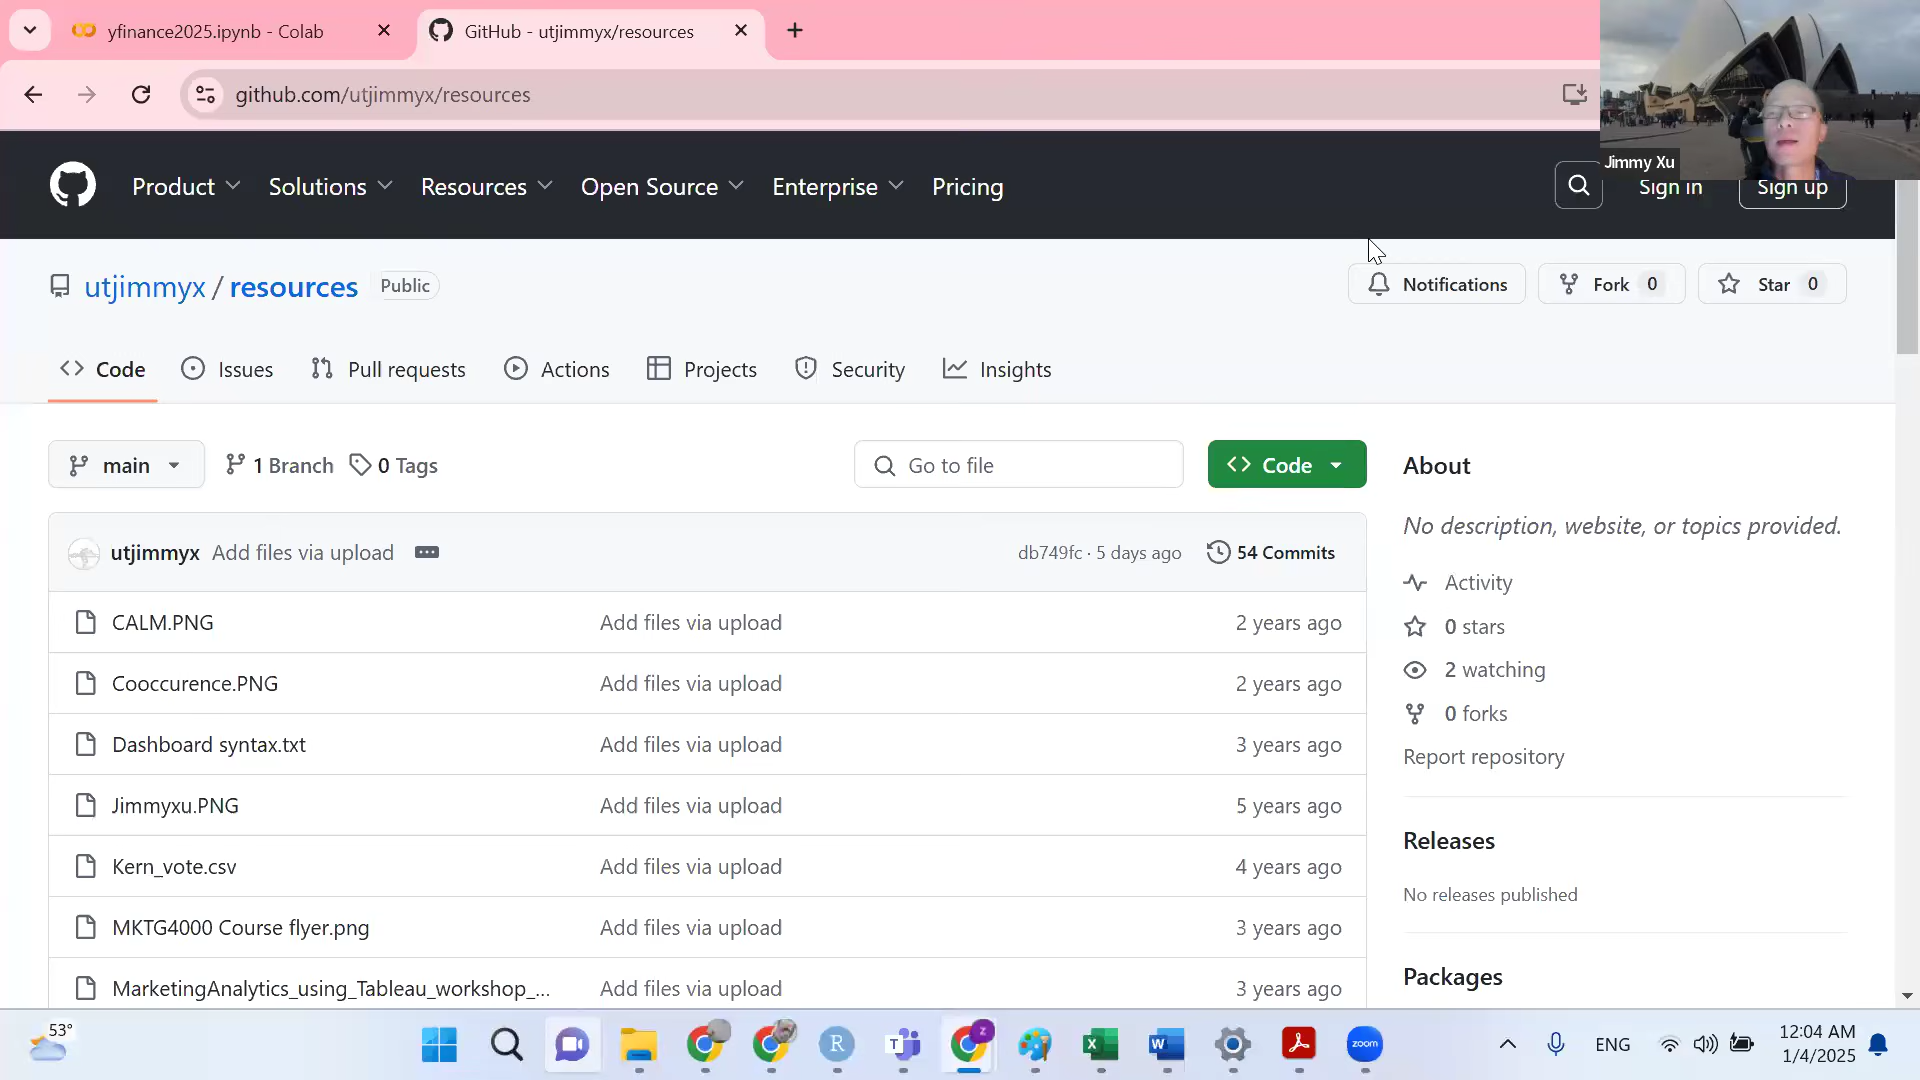 yfinance2025.ipynb - Colab
GitHub - utjimmyx/resources
github.com/utjimmyx/resources
Jimmy Xu
Product
Solutions
Resources
Open Source
Enterprise
Pricing
Sign in
Sign up
utjimmyx / resources
Public
Notifications
Fork 0
Star 0
Code
Issues
Pull requests
Actions
Projects
Security
Insights
main
1 Branch
0 Tags
Go to file
Code
utjimmyx Add files via upload
db749fc · 5 days ago
54 Commits
CALM.PNG Add files via upload 2 years ago
Cooccurence.PNG Add files via upload 2 years ago
Dashboard syntax.txt Add files via upload 3 years ago
Jimmyxu.PNG Add files via upload 5 years ago
Kern_vote.csv Add files via upload 4 years ago
MKTG4000 Course flyer.png Add files via upload 3 years ago
MarketingAnalytics_using_Tableau_workshop_... Add files via upload 3 years ago
About
No description, website, or topics provided.
Activity
0 stars
2 watching
0 forks
Report repository
Releases
No releases published
Packages
53°
R
T
z
X
W
zoom
ENG
12:04 AM
1/4/2025